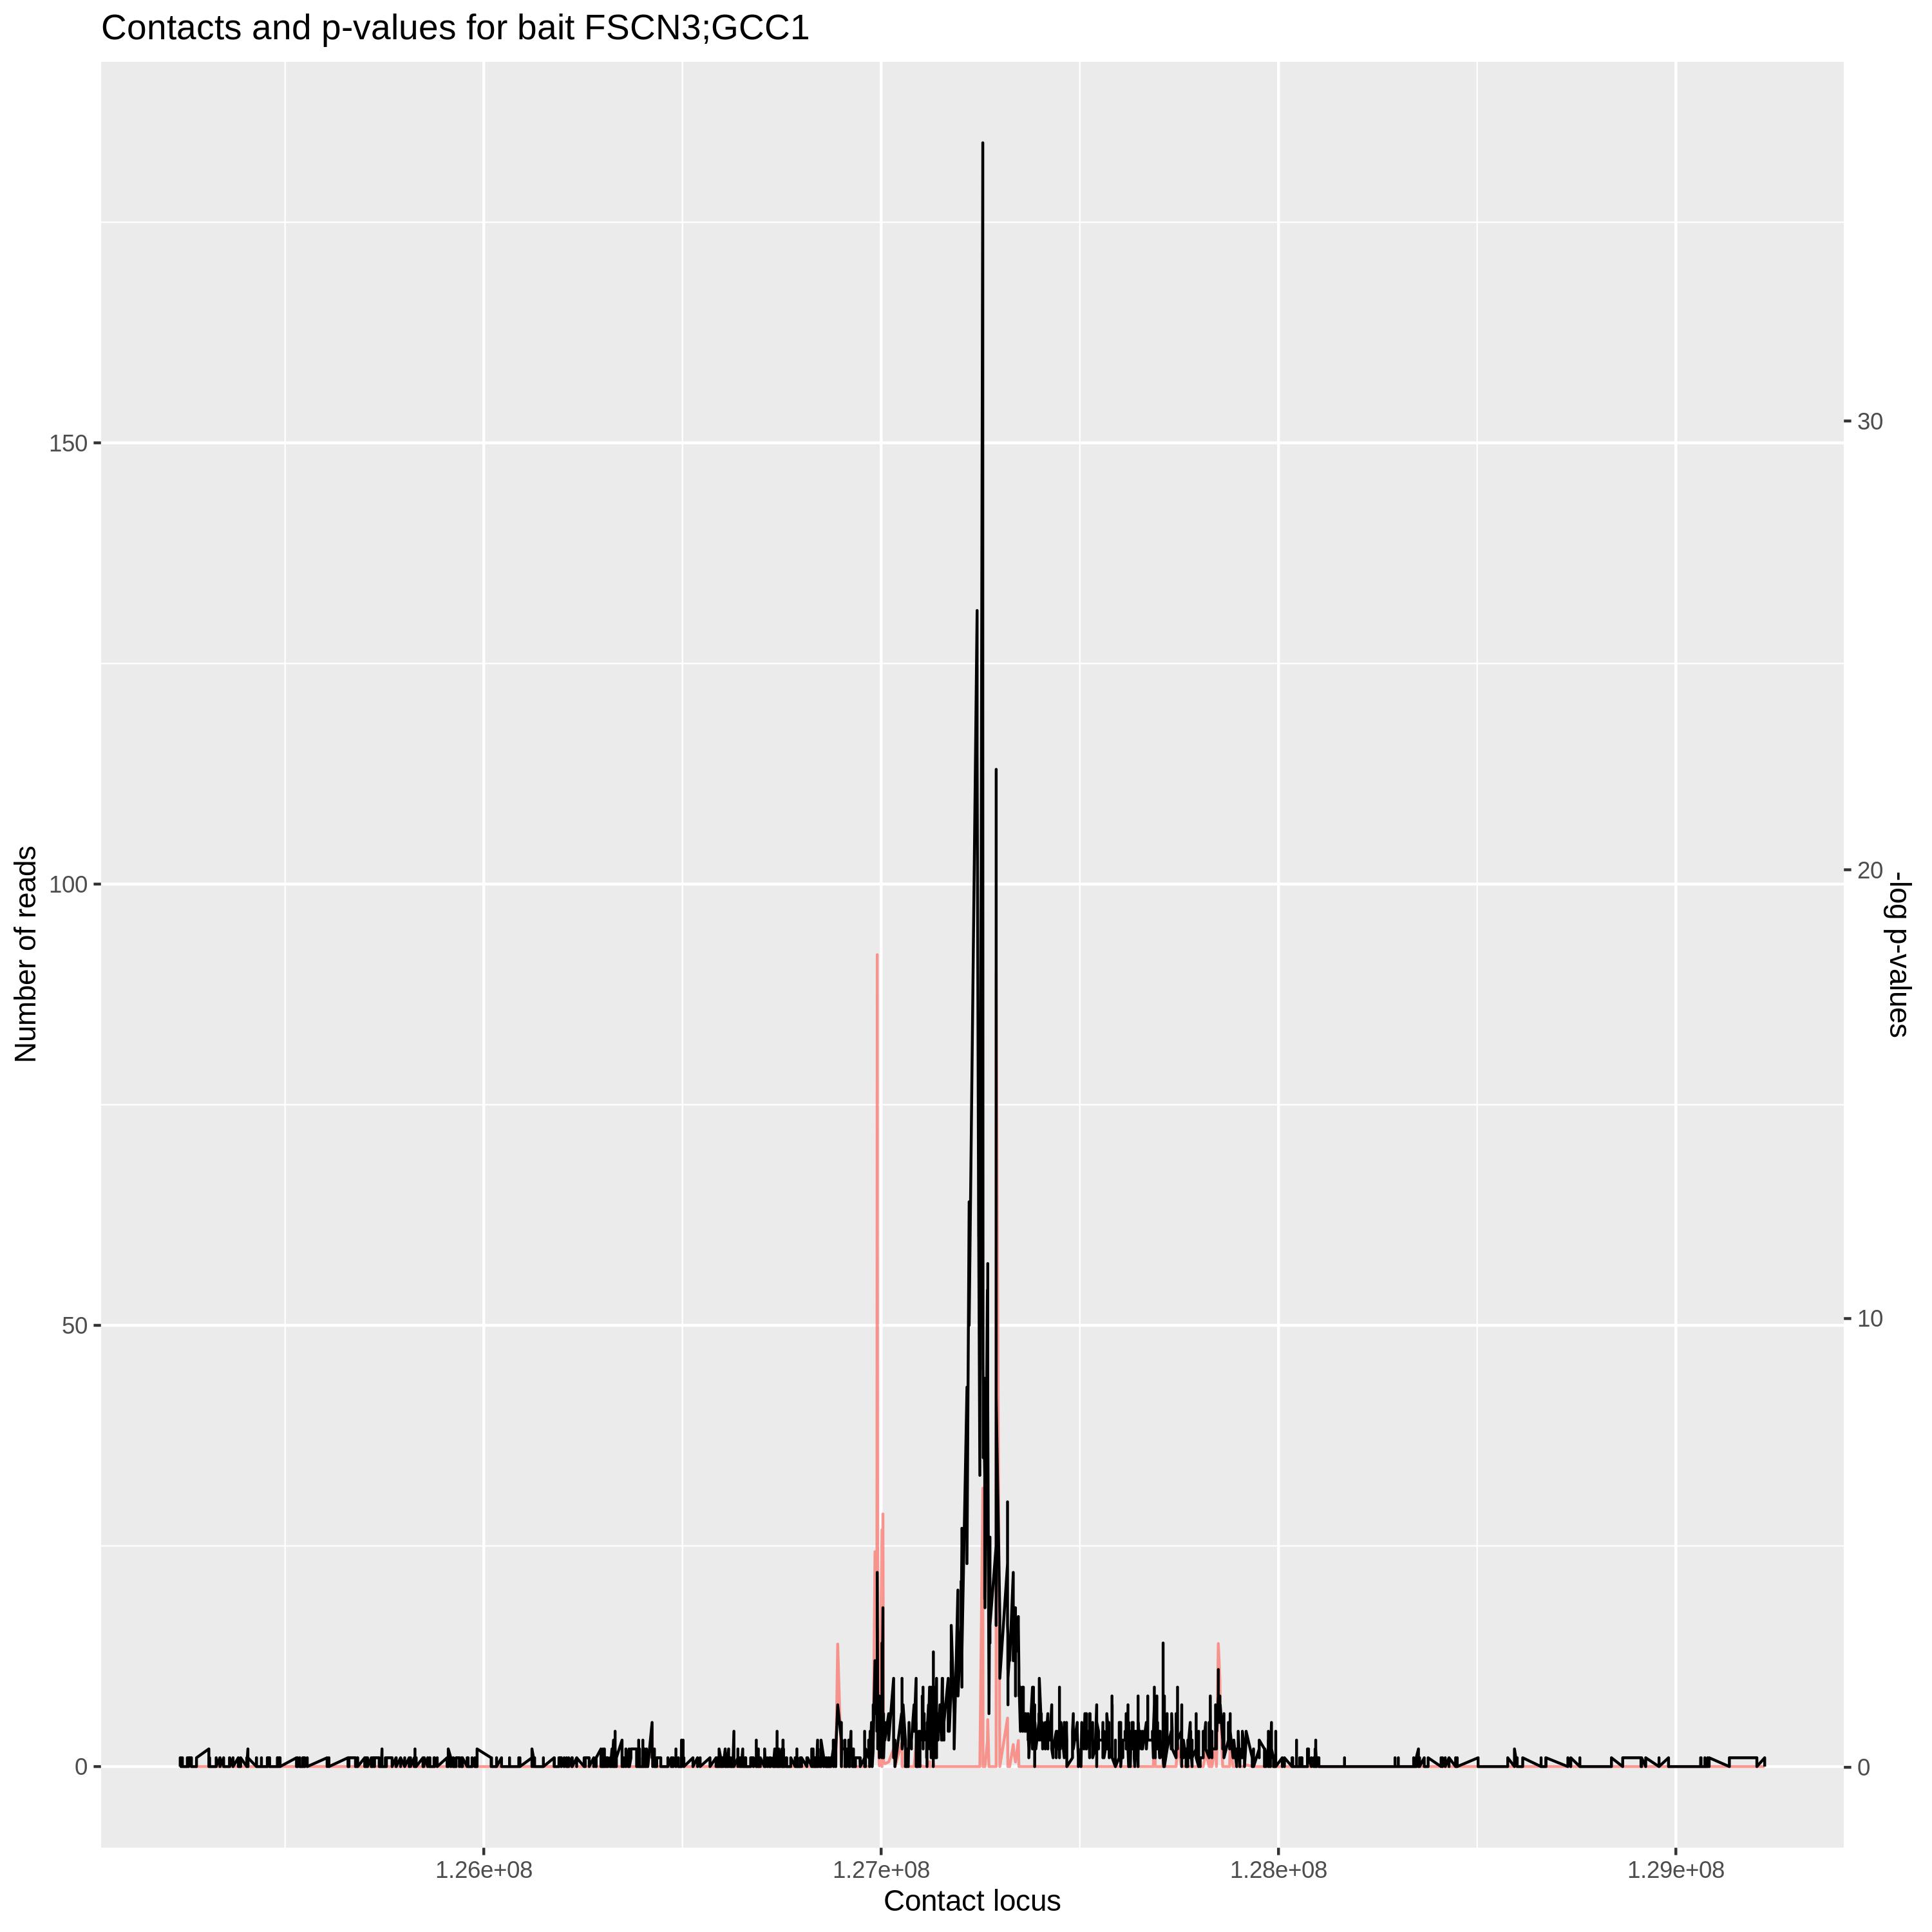 Contacts and p-values for bait FSCN3;GCC1
150
100
50
0
Number of reads
30
20
10
0
-log p-values
1.26e+08
1.27e+08
1.28e+08
1.29e+08
Contact locus